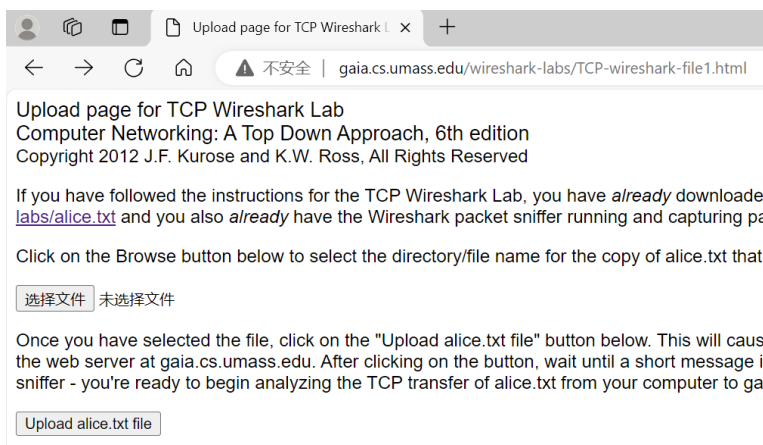 Upload page for TCP Wireshark L
不安全 | gaia.cs.umass.edu/wireshark-labs/TCP-wireshark-file1.html
Upload page for TCP Wireshark Lab
Computer Networking: A Top Down Approach, 6th edition
Copyright 2012 J.F. Kurose and K.W. Ross, All Rights Reserved
If you have followed the instructions for the TCP Wireshark Lab, you have already downloade
labs/alice.txt and you also already have the Wireshark packet sniffer running and capturing pa
Click on the Browse button below to select the directory/file name for the copy of alice.txt that
选择文件 未选择文件
Once you have selected the file, click on the "Upload alice.txt file" button below. This will caus
the web server at gaia.cs.umass.edu. After clicking on the button, wait until a short message i
sniffer - you're ready to begin analyzing the TCP transfer of alice.txt from your computer to ga
Upload alice.txt file